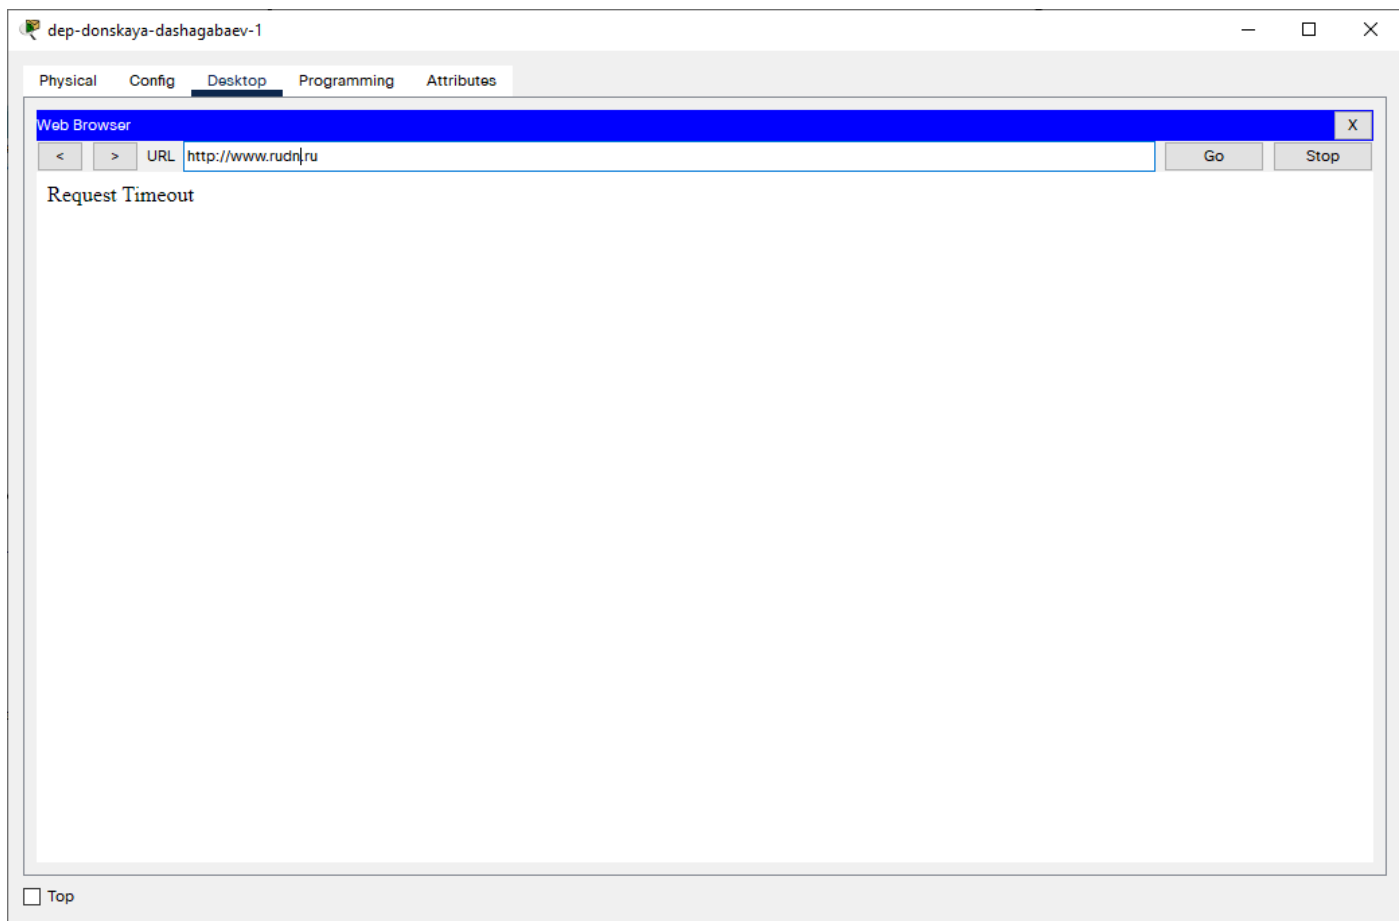 dep-donskaya-dashagabaev-1
Physical Config Desktop Programming Attributes
Web Browser X
< > URL http://www.rudn.ru Go Stop
Request Timeout
Top